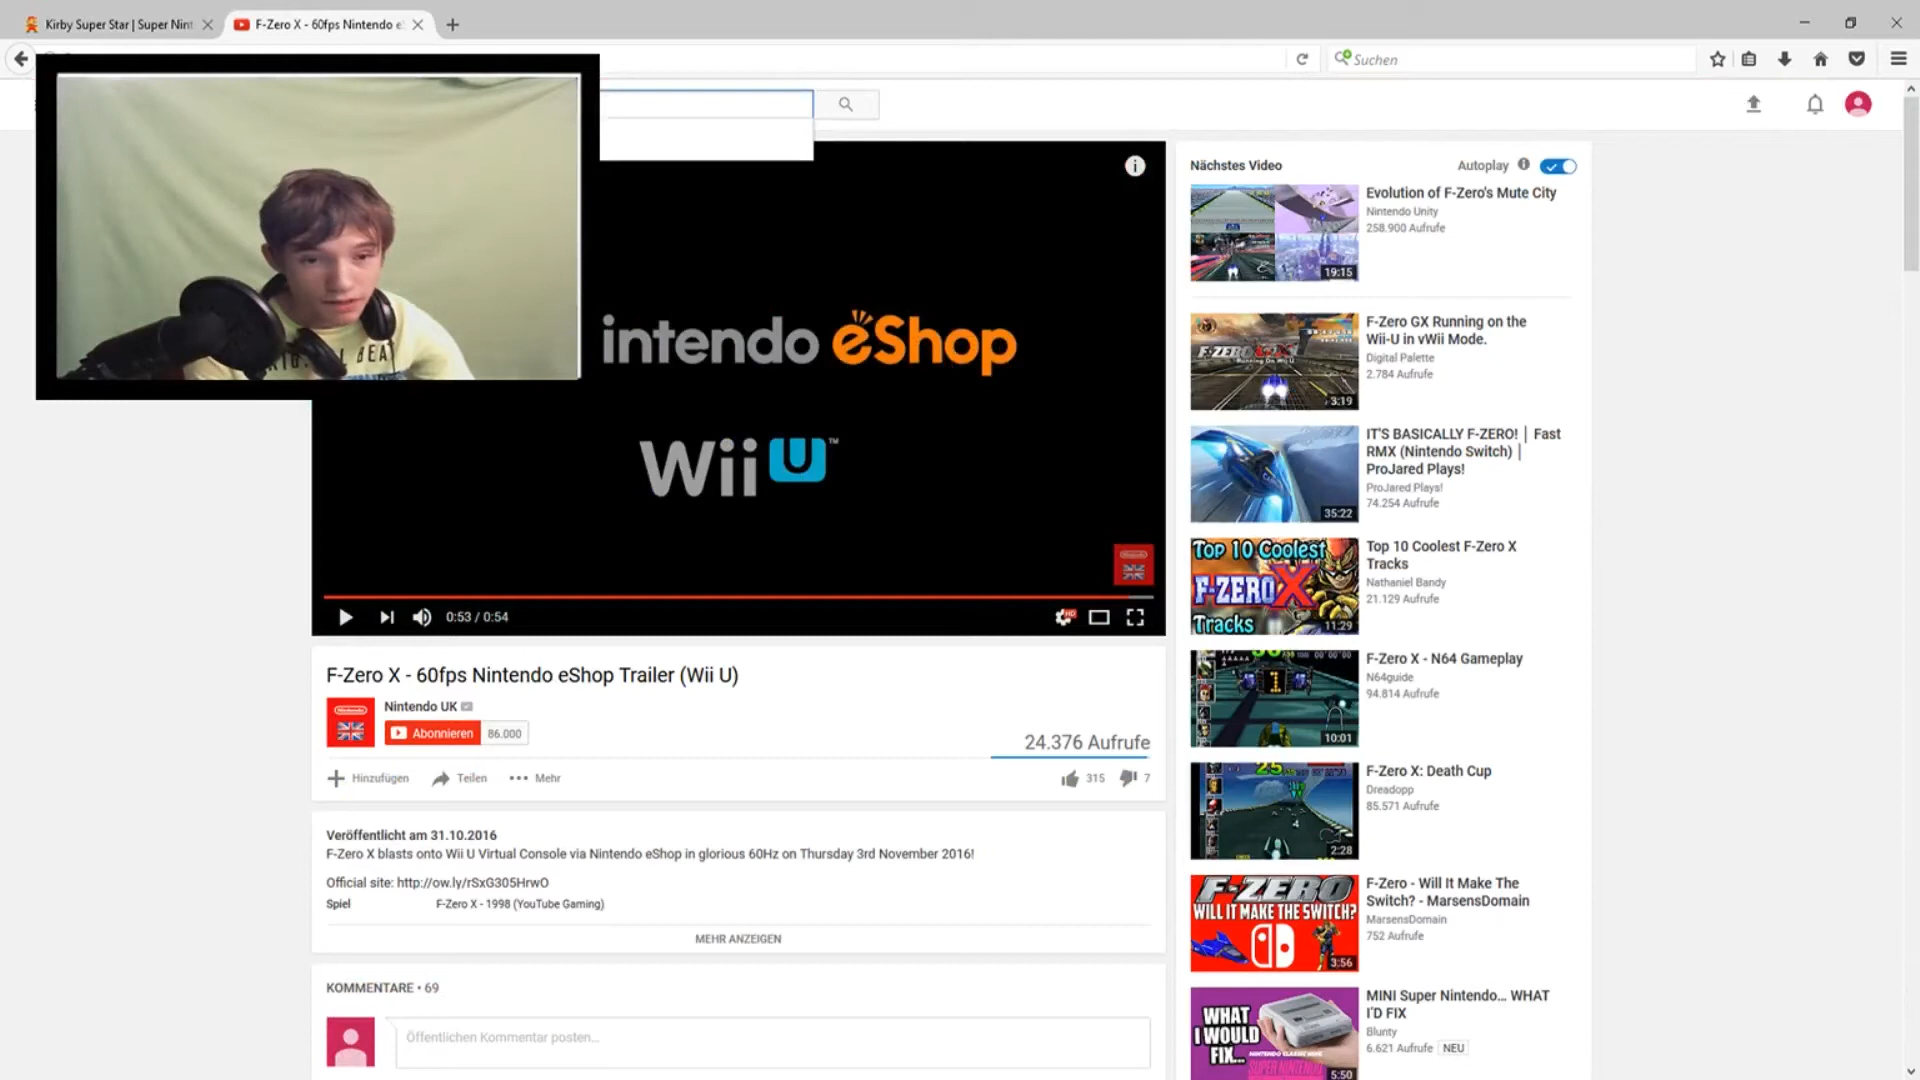 Kirby Super Star | Super Nint
F-Zero X - 60fps Nintendo e
Suchen
intendo eShop
Wii U™
0:53 / 0:54
HD
F-Zero X - 60fps Nintendo eShop Trailer (Wii U)
Nintendo UK
Abonnieren 86.000
24.376 Aufrufe
Hinzufügen Teilen Mehr
315 7
Veröffentlicht am 31.10.2016
F-Zero X blasts onto Wii U Virtual Console via Nintendo eShop in glorious 60Hz on Thursday 3rd November 2016!
Official site: http://ow.ly/rSxG305HrwO
Spiel F-Zero X - 1998 (YouTube Gaming)
MEHR ANZEIGEN
KOMMENTARE • 69
Öffentlichen Kommentar posten...
Nächstes Video
Autoplay
Evolution of F-Zero's Mute City
Nintendo Unity
258.900 Aufrufe
19:15
F-Zero GX Running on the
Wii-U in vWii Mode.
Digital Palette
2.784 Aufrufe
3:19
IT'S BASICALLY F-ZERO! | Fast
RMX (Nintendo Switch) |
ProJared Plays!
ProJared Plays!
74.254 Aufrufe
35:22
Top 10 Coolest
F-ZERO X
Tracks
11:29
Top 10 Coolest F-Zero X
Tracks
Nathaniel Bandy
21.129 Aufrufe
F-Zero X - N64 Gameplay
N64guide
94.814 Aufrufe
10:01
F-Zero X: Death Cup
Dreadopp
85.571 Aufrufe
2:28
F-ZERO
WILL IT MAKE THE SWITCH?
3:56
F-Zero - Will It Make The
Switch? - MarsensDomain
MarsensDomain
752 Aufrufe
WHAT
I WOULD
FIX...
5:50
MINI Super Nintendo... WHAT
I'D FIX
Blunty
6.621 Aufrufe NEU